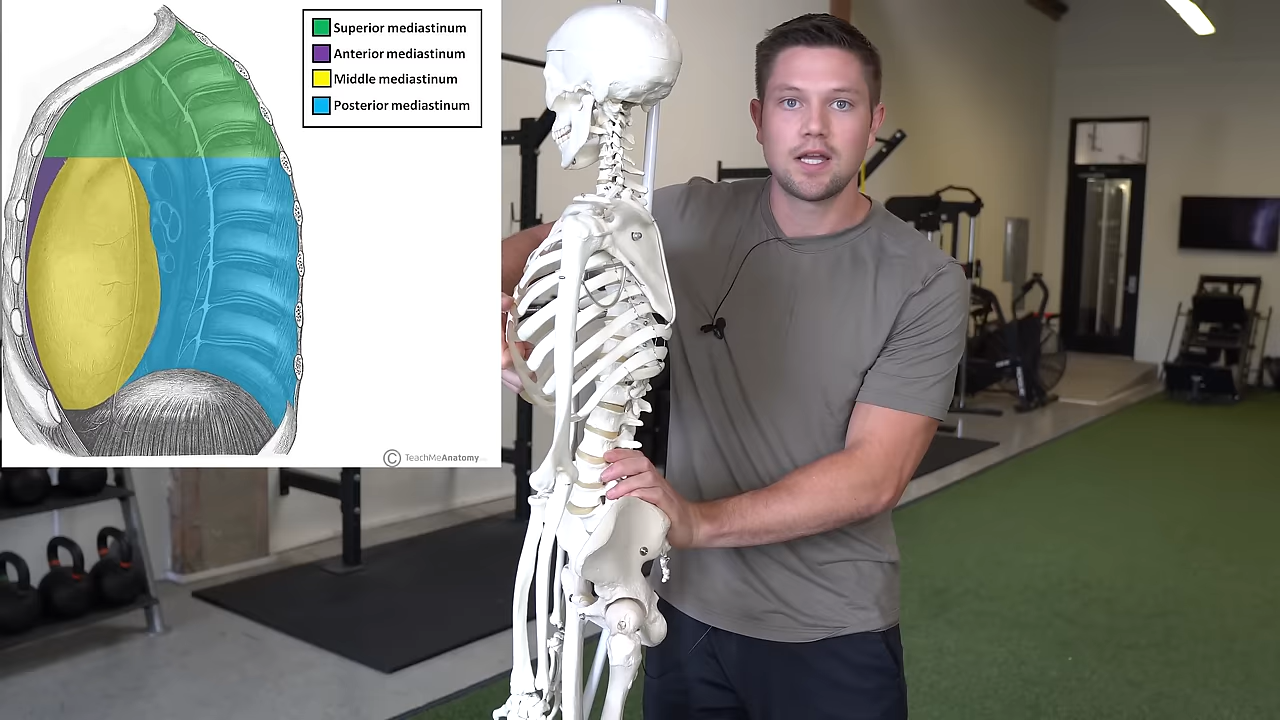 Superior mediastinum
Anterior mediastinum
Middle mediastinum
Posterior mediastinum
© TeachMeAnatomy